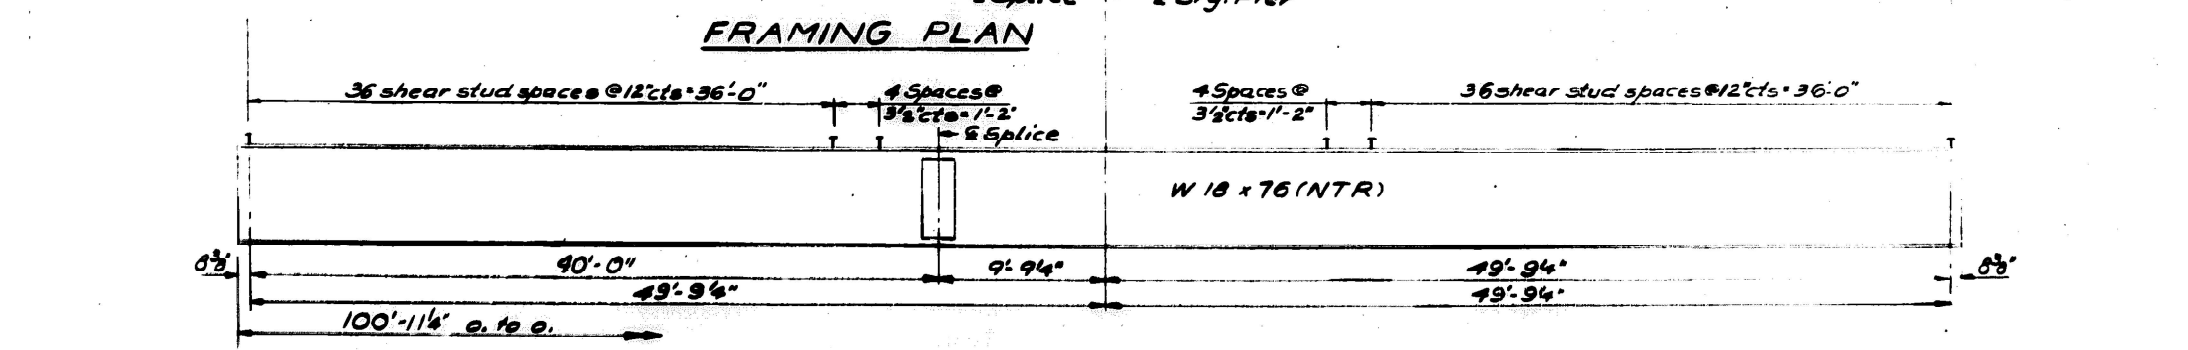 FRAMING PLAN
36 shear stud spaces @ 12" cts = 36'-0"
4 Spaces @
3½" cts = 1'-2"
4 Spaces @
3½" cts = 1'-2"
36 shear stud spaces @ 12" cts = 36'-0"
℄ Splice
W 18 x 76 (NTR)
8⅜"
40'-0"
9'-9¼"
49'-9¼"
8⅜"
49'-9¼"
49'-9¼"
100'-11¼" o. to o.